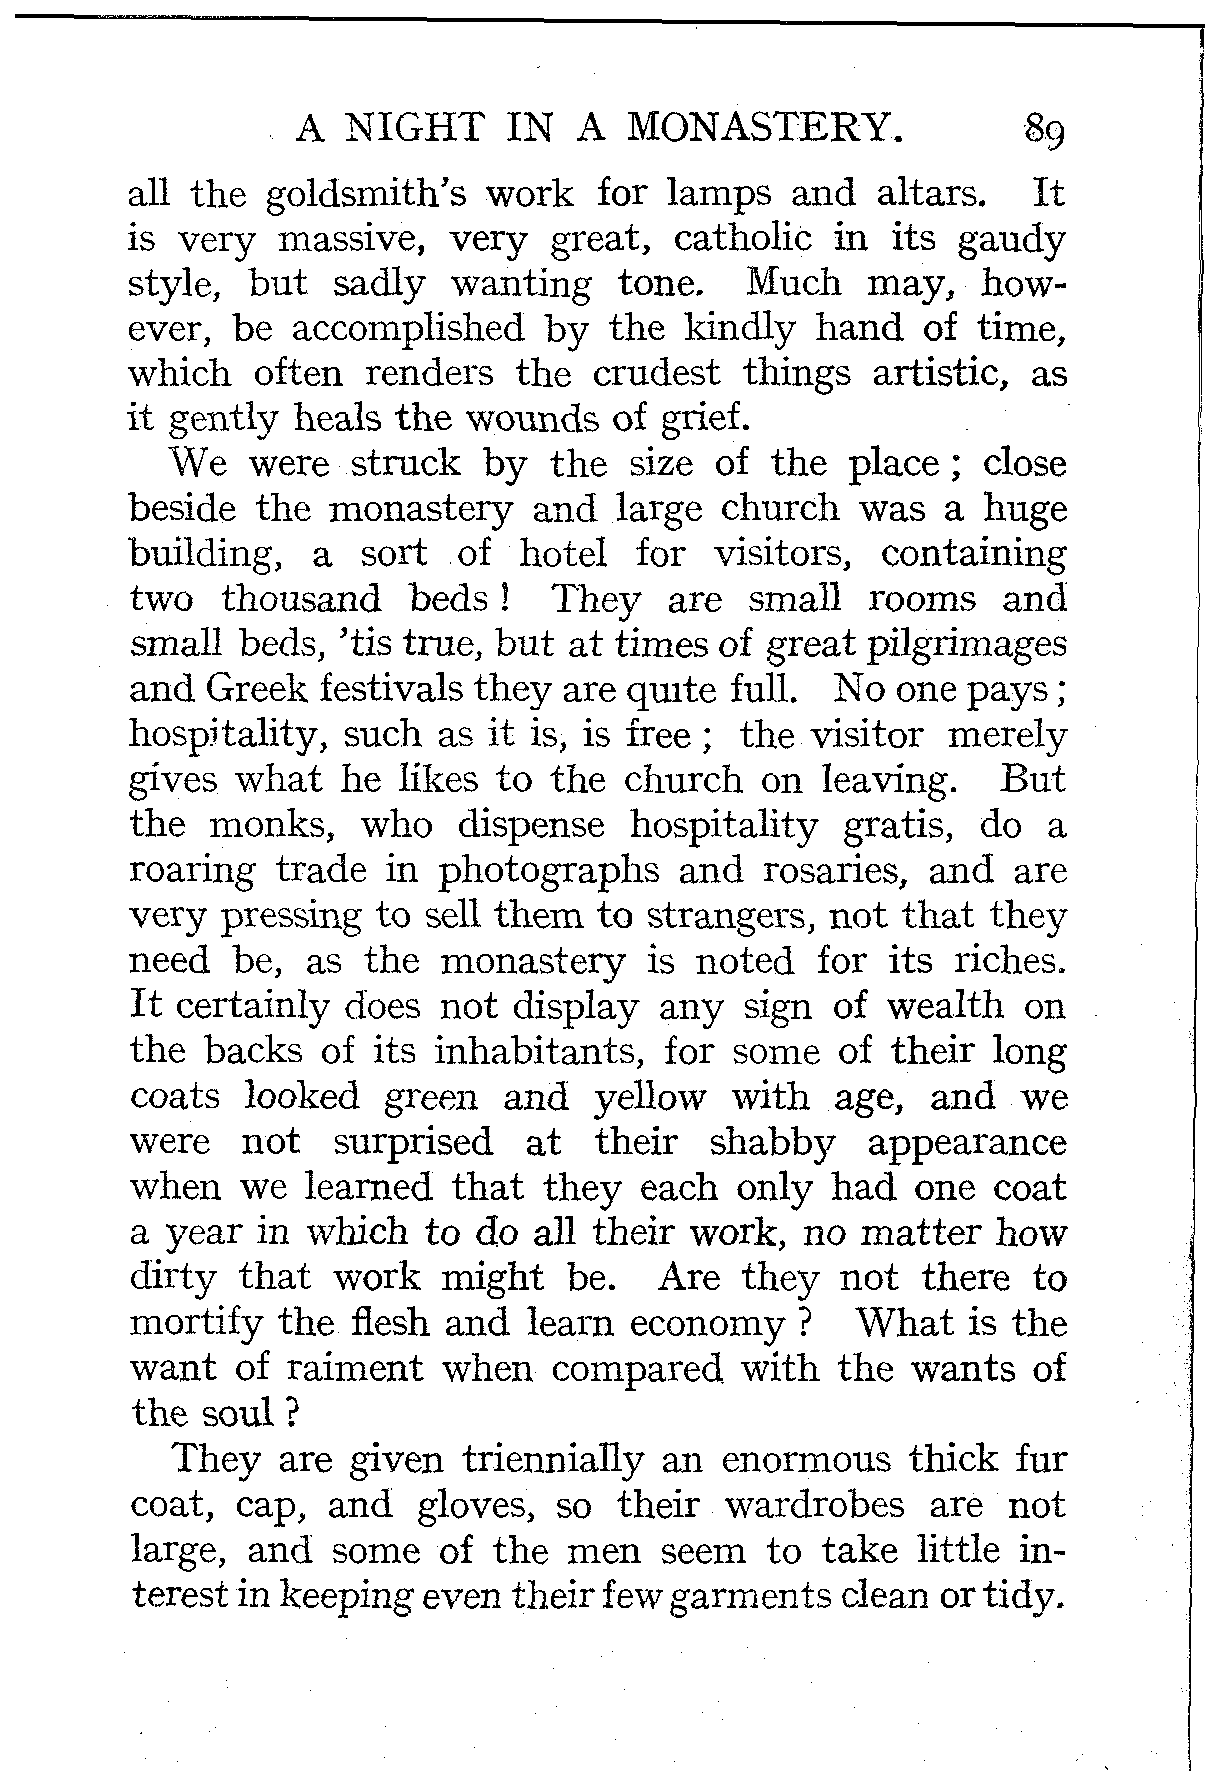 A NIGHT IN A MONASTERY. 89
all the goldsmith's work for lamps and altars. It
is very massive, very great, catholic in its gaudy
style, but sadly wanting tone. Much may, how-
ever, be accomplished by the kindly hand of time,
which often renders the crudest things artistic, as
it gently heals the wounds of grief.
We were struck by the size of the place ; close
beside the monastery and large church was a huge
building, a sort of hotel for visitors, containing
two thousand beds ! They are small rooms and
small beds, 'tis true, but at times of great pilgrimages
and Greek festivals they are quite full. No one pays ;
hospitality, such as it is, is free ; the visitor merely
gives what he likes to the church on leaving. But
the monks, who dispense hospitality gratis, do a
roaring trade in photographs and rosaries, and are
very pressing to sell them to strangers, not that they
need be, as the monastery is noted for its riches.
It certainly does not display any sign of wealth on
the backs of its inhabitants, for some of their long
coats looked green and yellow with age, and we
were not surprised at their shabby appearance
when we learned that they each only had one coat
a year in which to do all their work, no matter how
dirty that work might be. Are they not there to
mortify the flesh and learn economy ? What is the
want of raiment when compared with the wants of
the soul ?
They are given triennially an enormous thick fur
coat, cap, and gloves, so their wardrobes are not
large, and some of the men seem to take little in-
terest in keeping even their few garments clean or tidy.